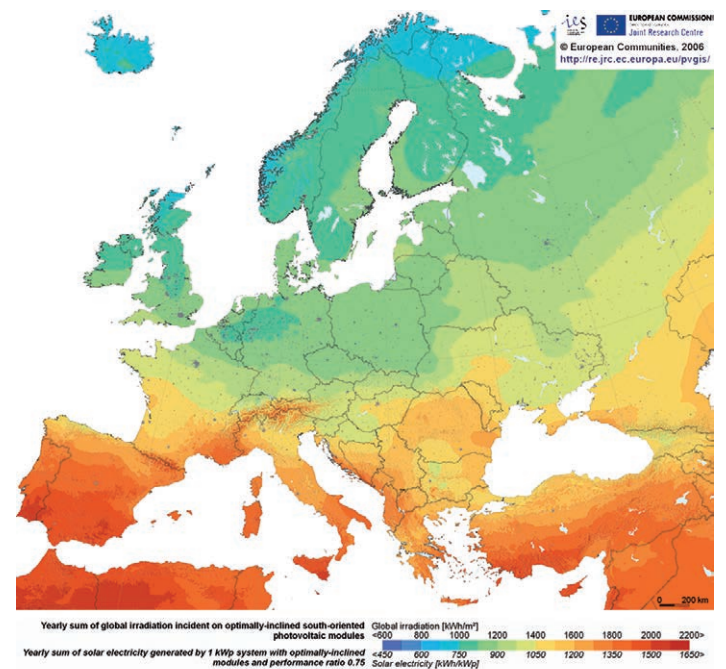 ies
EUROPEAN COMMISSION
Joint Research Centre
© European Communities, 2006
http://re.jrc.ec.europa.eu/pvgis/
0 200 km
Yearly sum of global irradiation incident on optimally-inclined south-oriented
photovoltaic modules
Yearly sum of solar electricity generated by 1 kWp system with optimally-inclined
modules and performance ratio 0.75
Global irradiation [kWh/m²]
<600 800 1000 1200 1400 1600 1800 2000 2200>
<450 600 750 900 1050 1200 1350 1500 1650>
Solar electricity [kWh/kWp]